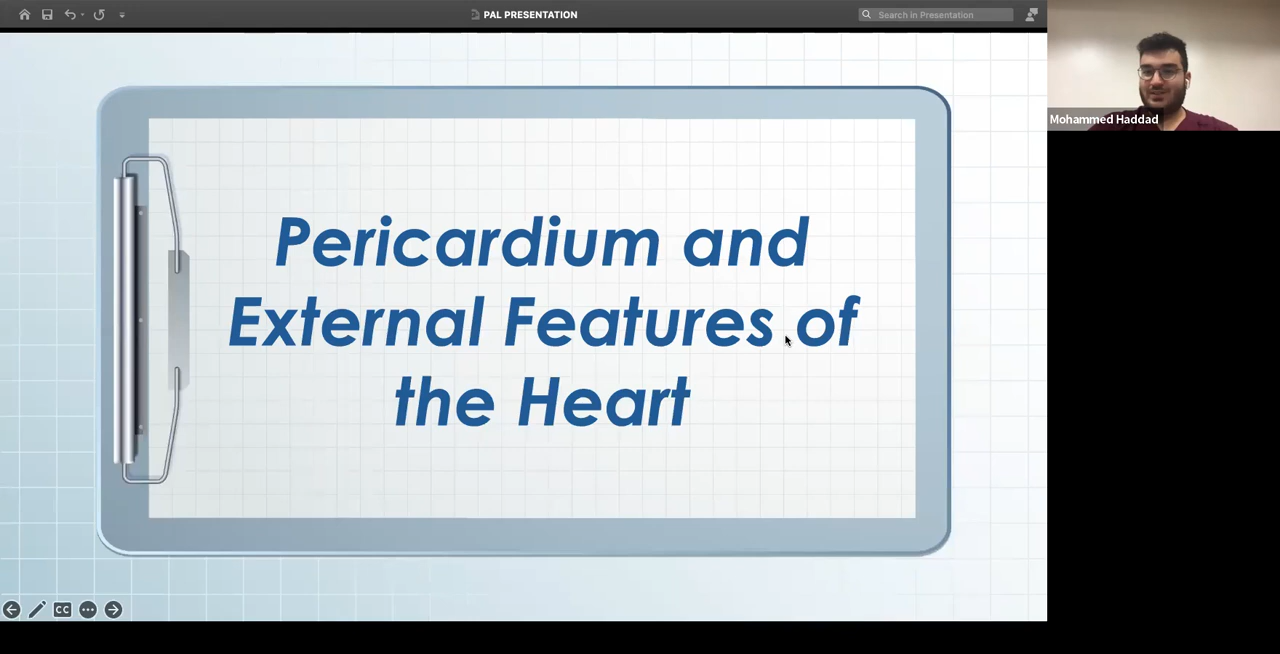 PAL PRESENTATION
Search in Presentation
Mohammed Haddad
Pericardium and
External Features of
the Heart
CC